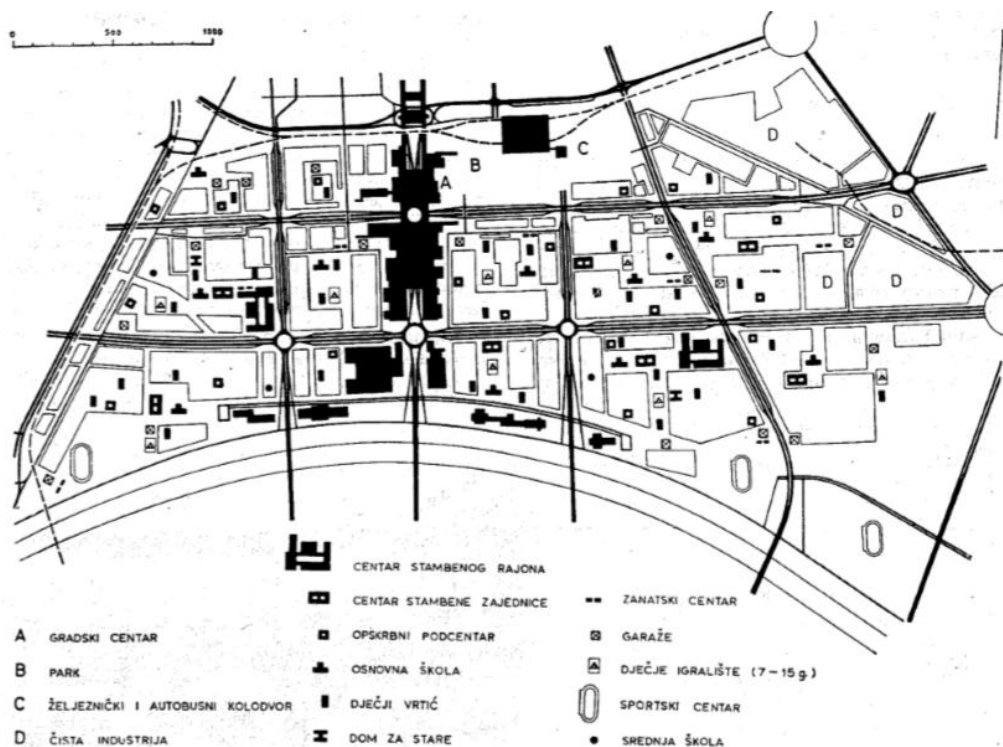 0 500 1000
A
B
C
D
D
D
D
D
CENTAR STAMBENOG RAJONA
CENTAR STAMBENE ZAJEDNICE
ZANATSKI CENTAR
A GRADSKI CENTAR
OPSKRBNI PODCENTAR
GARAŽE
B PARK
OSNOVNA ŠKOLA
DJEČJE IGRALIŠTE (7-15 g.)
C ŽELJEZNIČKI I AUTOBUSNI KOLODVOR
DJEČJI VRTIĆ
SPORTSKI CENTAR
D ČISTA INDUSTRIJA
DOM ZA STARE
SREDNJA ŠKOLA